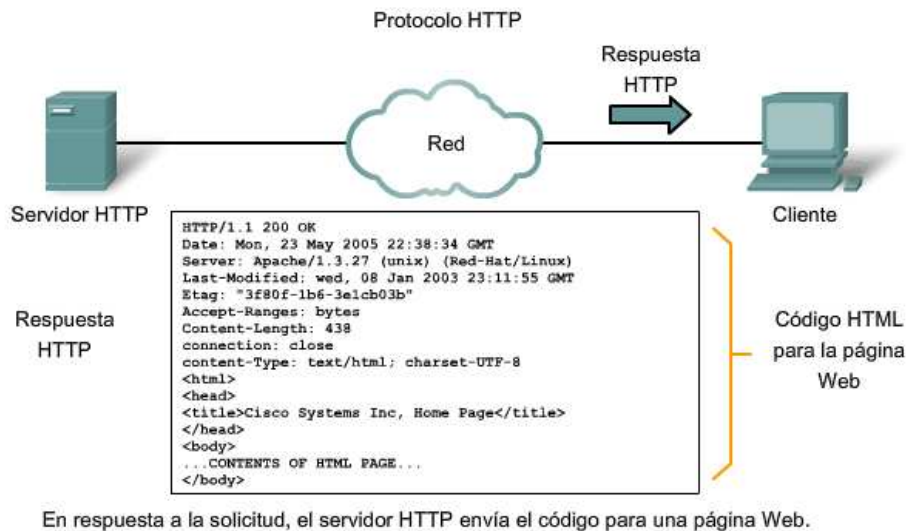 Protocolo HTTP
Respuesta
HTTP
Red
Servidor HTTP
Cliente
HTTP/1.1 200 OK
Date: Mon, 23 May 2005 22:38:34 GMT
Server: Apache/1.3.27 (unix) (Red-Hat/Linux)
Last-Modified: wed, 08 Jan 2003 23:11:55 GMT
Etag: "3f80f-1b6-3e1cb03b"
Accept-Ranges: bytes
Content-Length: 438
connection: close
content-Type: text/html; charset-UTF-8
<html>
<head>
<title>Cisco Systems Inc, Home Page</title>
</head>
<body>
...CONTENTS OF HTML PAGE...
</body>
Respuesta
HTTP
Código HTML
para la página
Web
En respuesta a la solicitud, el servidor HTTP envía el código para una página Web.